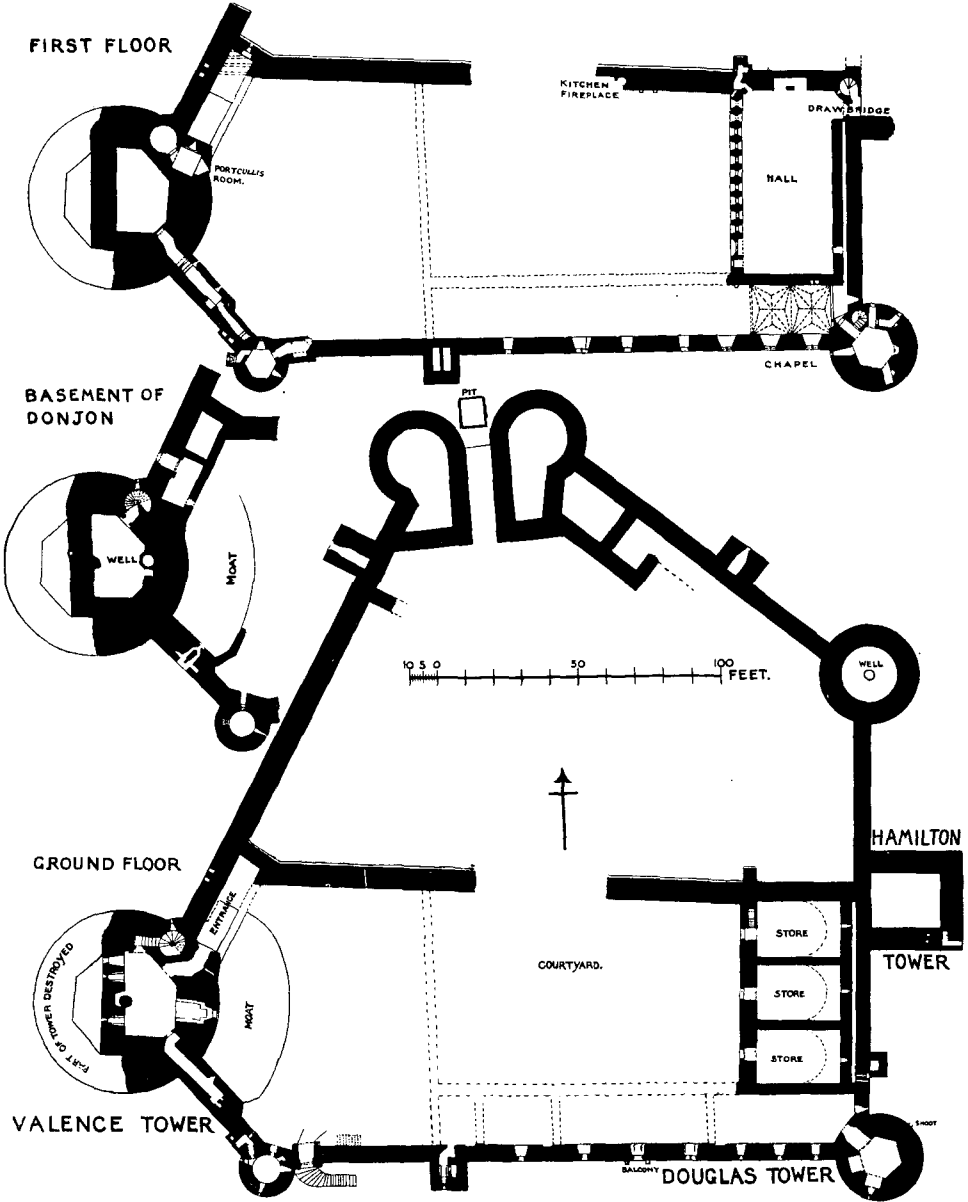 FIRST FLOOR
KITCHEN
FIREPLACE
DRAWBRIDGE
PORTCULLIS
ROOM.
HALL
CHAPEL
BASEMENT OF
DONJON
PIT
WELL
MOAT
10 5 0 50 100
FEET.
WELL
GROUND FLOOR
HAMILTON
TOWER
ENTRANCE
STORE
COURTYARD.
PART OF TOWER DESTROYED
MOAT
STORE
STORE
VALENCE TOWER
SHOOT
BALCONY
DOUGLAS TOWER